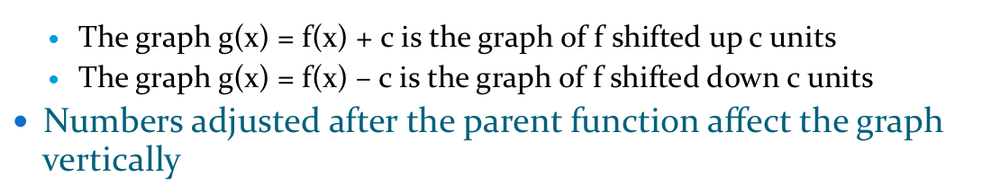 • The graph g(x) = f(x) + c is the graph of f shifted up c units
• The graph g(x) = f(x) – c is the graph of f shifted down c units
• Numbers adjusted after the parent function affect the graph
vertically